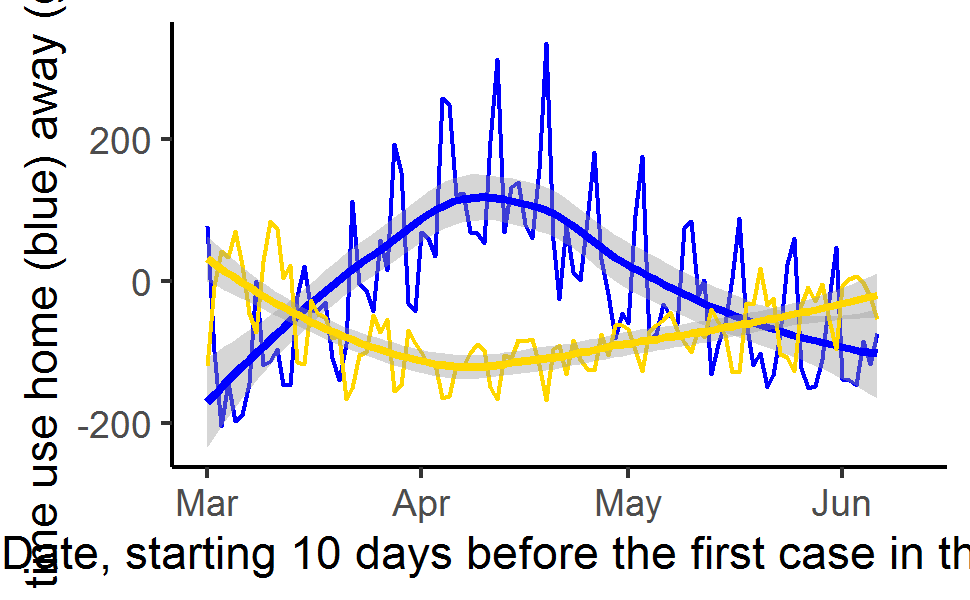 time use home (blue) away (
200
0
-200
Mar Apr May Jun
Date, starting 10 days before the first case in th